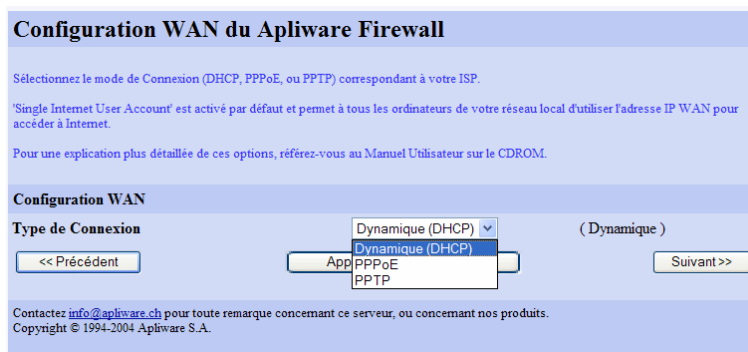 Configuration WAN du Apliware Firewall
Sélectionnez le mode de Connexion (DHCP, PPPoE, ou PPTP) correspondant à votre ISP.
'Single Internet User Account' est activé par défaut et permet à tous les ordinateurs de votre réseau local d'utiliser l'adresse IP WAN pour
accéder à Internet.
Pour une explication plus détaillée de ces options, référez-vous au Manuel Utilisateur sur le CDROM.
Configuration WAN
Type de Connexion Dynamique (DHCP) ( Dynamique )
Dynamique (DHCP)
<< Précédent App PPPoE Suivant >>
PPTP
Contactez info@apliware.ch pour toute remarque concernant ce serveur, ou concernant nos produits.
Copyright © 1994-2004 Apliware S.A.